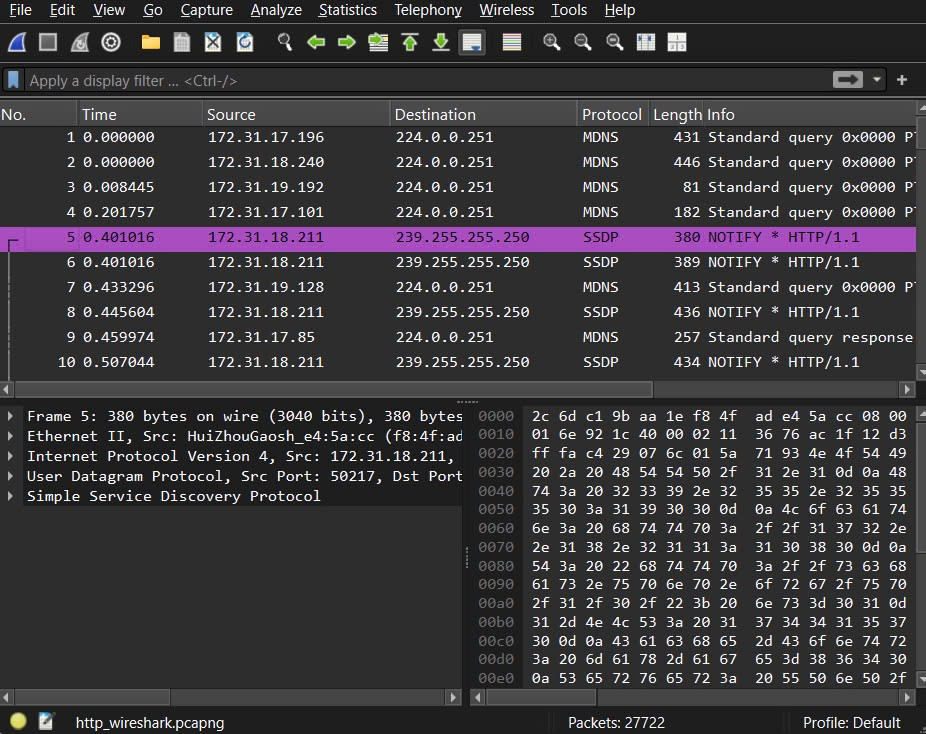 File Edit View Go Capture Analyze Statistics Telephony Wireless Tools Help
Apply a display filter ... <Ctrl-/>
No. Time Source Destination Protocol Length Info
1 0.000000 172.31.17.196 224.0.0.251 MDNS 431 Standard query 0x0000 P
2 0.000000 172.31.18.240 224.0.0.251 MDNS 446 Standard query 0x0000 P
3 0.008445 172.31.19.192 224.0.0.251 MDNS 81 Standard query 0x0000 P
4 0.201757 172.31.17.101 224.0.0.251 MDNS 182 Standard query 0x0000 P
5 0.401016 172.31.18.211 239.255.255.250 SSDP 380 NOTIFY * HTTP/1.1
6 0.401016 172.31.18.211 239.255.255.250 SSDP 389 NOTIFY * HTTP/1.1
7 0.433296 172.31.19.128 224.0.0.251 MDNS 413 Standard query 0x0000 P
8 0.445604 172.31.18.211 239.255.255.250 SSDP 436 NOTIFY * HTTP/1.1
9 0.459974 172.31.17.85 224.0.0.251 MDNS 257 Standard query response
10 0.507044 172.31.18.211 239.255.255.250 SSDP 434 NOTIFY * HTTP/1.1
Frame 5: 380 bytes on wire (3040 bits), 380 bytes
Ethernet II, Src: HuiZhouGaosh_e4:5a:cc (f8:4f:ad
Internet Protocol Version 4, Src: 172.31.18.211,
User Datagram Protocol, Src Port: 50217, Dst Port
Simple Service Discovery Protocol
0000 2c 6d c1 9b aa 1e f8 4f ad e4 5a cc 08 00
0010 01 6e 92 1c 40 00 02 11 36 76 ac 1f 12 d3
0020 ff fa c4 29 07 6c 01 5a 71 93 4e 4f 54 49
0030 20 2a 20 48 54 54 50 2f 31 2e 31 0d 0a 48
0040 74 3a 20 32 33 39 2e 32 35 35 2e 32 35 35
0050 35 30 3a 31 39 30 30 0d 0a 4c 6f 63 61 74
0060 6e 3a 20 68 74 74 70 3a 2f 2f 31 37 32 2e
0070 2e 31 38 2e 32 31 31 3a 31 30 38 30 0d 0a
0080 54 3a 20 22 68 74 74 70 3a 2f 2f 73 63 68
0090 61 73 2e 75 70 6e 70 2e 6f 72 67 2f 75 70
00a0 2f 31 2f 30 2f 22 3b 20 6e 73 3d 30 31 0d
00b0 31 2d 4e 4c 53 3a 20 31 37 34 34 31 35 37
00c0 30 0d 0a 43 61 63 68 65 2d 43 6f 6e 74 72
00d0 3a 20 6d 61 78 2d 61 67 65 3d 38 36 34 30
00e0 0a 53 65 72 76 65 72 3a 20 55 50 6e 50 2f
http_wireshark.pcapng Packets: 27722 Profile: Default